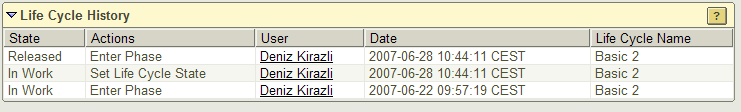 Life Cycle History ?
State Actions User Date Life Cycle Name
Released Enter Phase Deniz Kirazli 2007-06-28 10:44:11 CEST Basic 2
In Work Set Life Cycle State Deniz Kirazli 2007-06-28 10:44:11 CEST Basic 2
In Work Enter Phase Deniz Kirazli 2007-06-22 09:57:19 CEST Basic 2